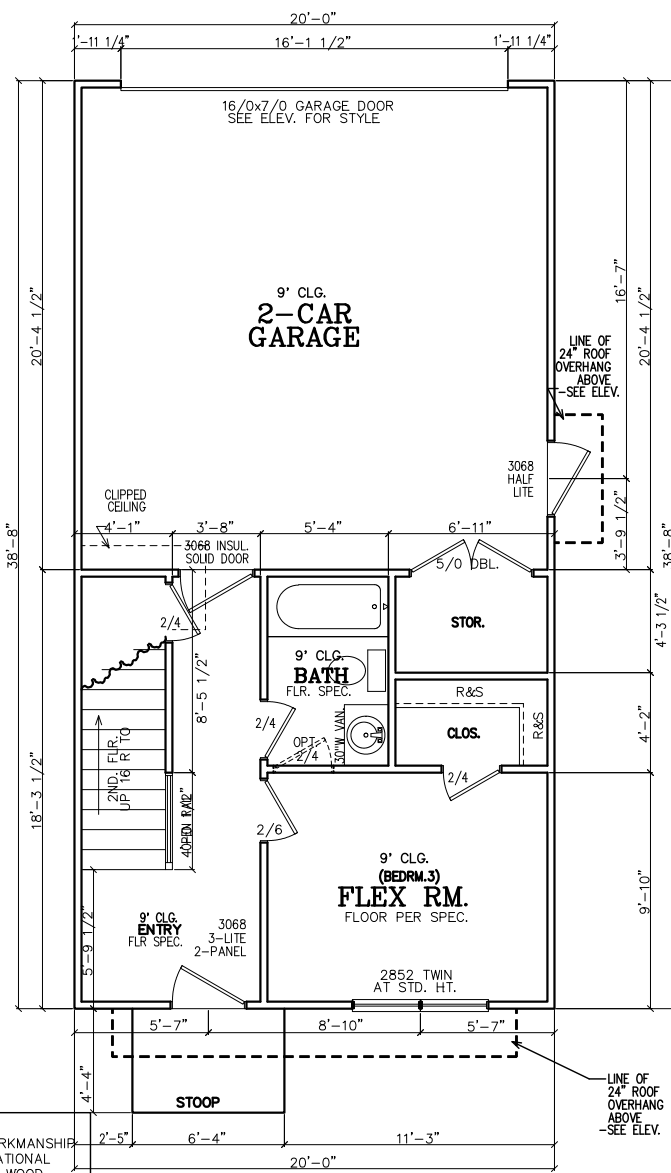 20'-0"
1'-11 1/4"
16'-1 1/2"
1'-11 1/4"
16/0x7/0 GARAGE DOOR
SEE ELEV. FOR STYLE
9' CLG.
2-CAR
GARAGE
20'-4 1/2"
16'-7"
20'-4 1/2"
LINE OF
24" ROOF
OVERHANG
ABOVE
-SEE ELEV.
3068
HALF
LITE
CLIPPED
CEILING
4'-1"
3'-8"
5'-4"
6'-11"
3'-9 1/2"
38'-8"
38'-8"
3068 INSUL.
SOLID DOOR
5/0 DBL.
2/4
STOR.
4'-3 1/2"
9' CLG.
BATH
FLR. SPEC.
8'-5 1/2"
R&S
R&S
CLOS.
4'-2"
2/4
OPT.
2/4
30"W VAN.
2/4
2ND. FLR.
UP 16 R TO
18'-3 1/2"
OPEN RAIL
2/6
9' CLG.
(BEDRM.3)
FLEX RM.
FLOOR PER SPEC.
9'-10"
5'-9 1/2"
9' CLG.
ENTRY
FLR SPEC.
3068
3-LITE
2-PANEL
2852 TWIN
AT STD. HT.
5'-7"
8'-10"
5'-7"
4'-4"
STOOP
LINE OF
24" ROOF
OVERHANG
ABOVE
-SEE ELEV.
2'-5"
6'-4"
11'-3"
20'-0"
RKMANSHIP
ATIONAL
WOOD